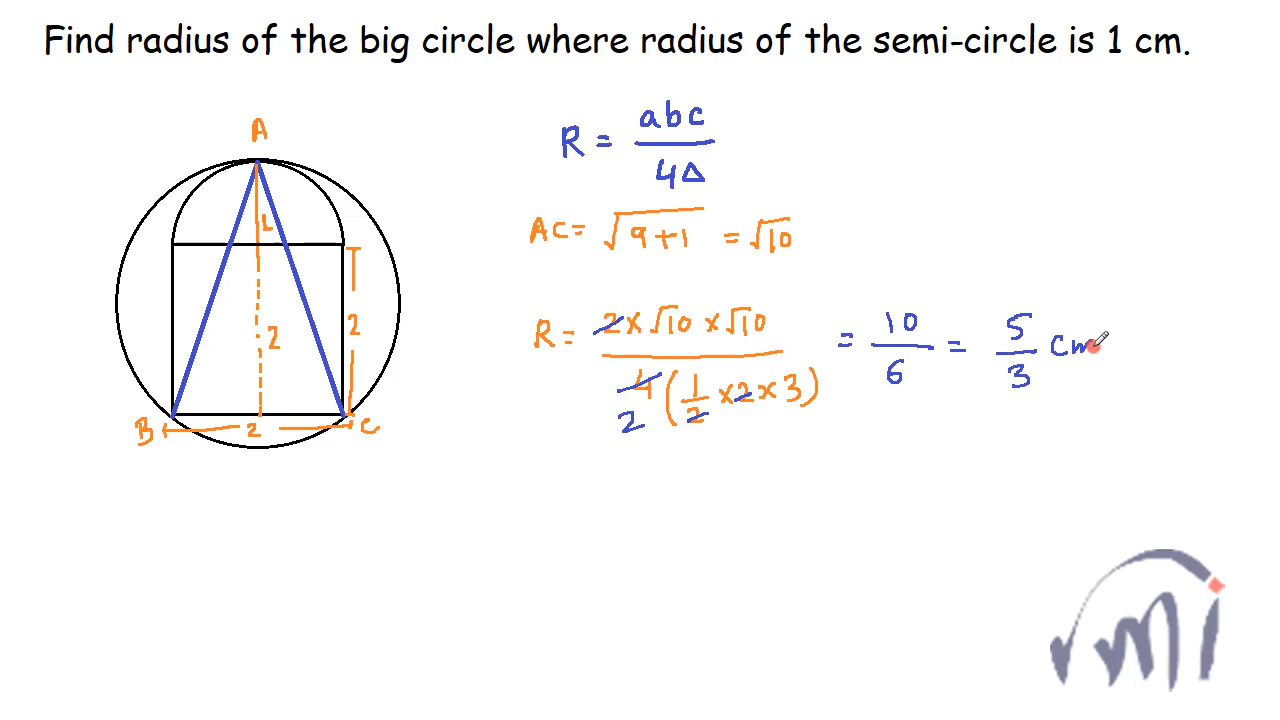 Find radius of the big circle where radius of the semi-circle is 1 cm.
A
1
2
2
B
2
C
R = abc / 4Δ
AC = √9+1 = √10
R = 2 × √10 × √10 / 4 (1/2 × 2 × 3) = 10/6 = 5/3 cm
2
rmi